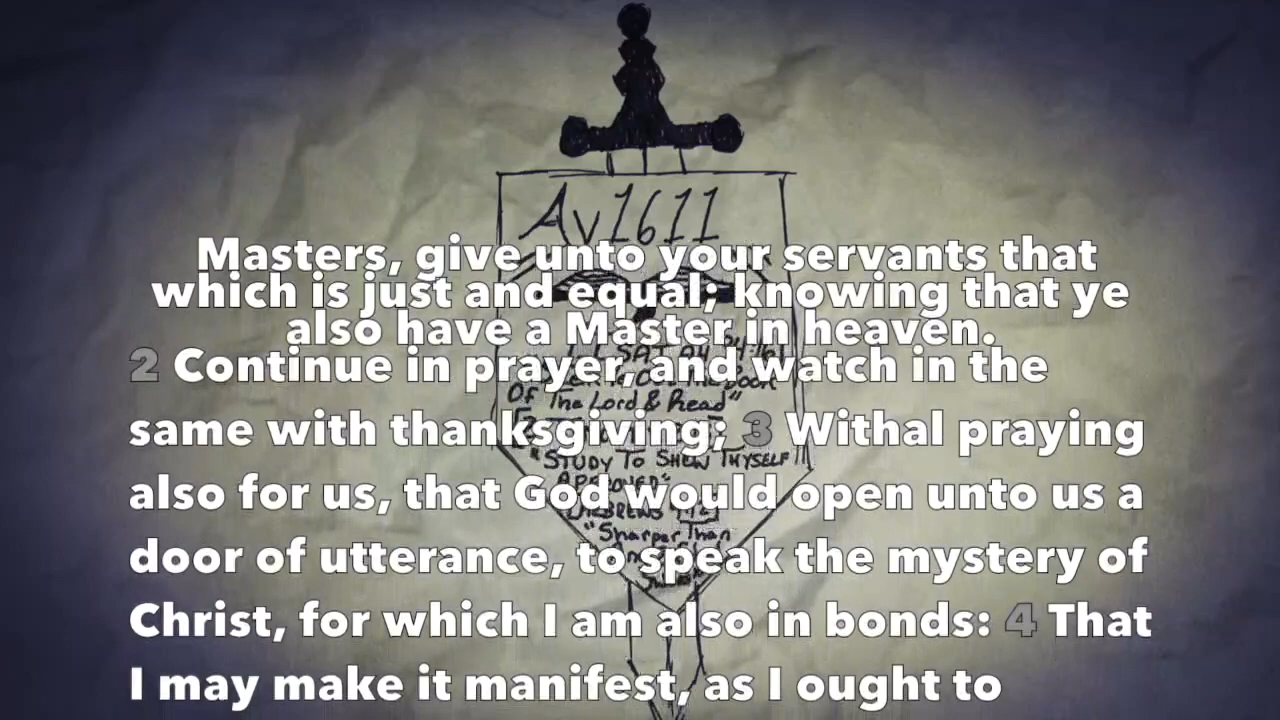 Av1611
Masters, give unto your servants that
which is just and equal; knowing that ye
also have a Master in heaven.
2 Continue in prayer, and watch in the
Of The Lord & Read"
same with thanksgiving; 3 Withal praying
"STUDY TO SHEW THYSELF
APPROVED"
also for us, that God would open unto us a
HEBREWS
"Sharper Than
door of utterance, to speak the mystery of
Christ, for which I am also in bonds: 4 That
I may make it manifest, as I ought to